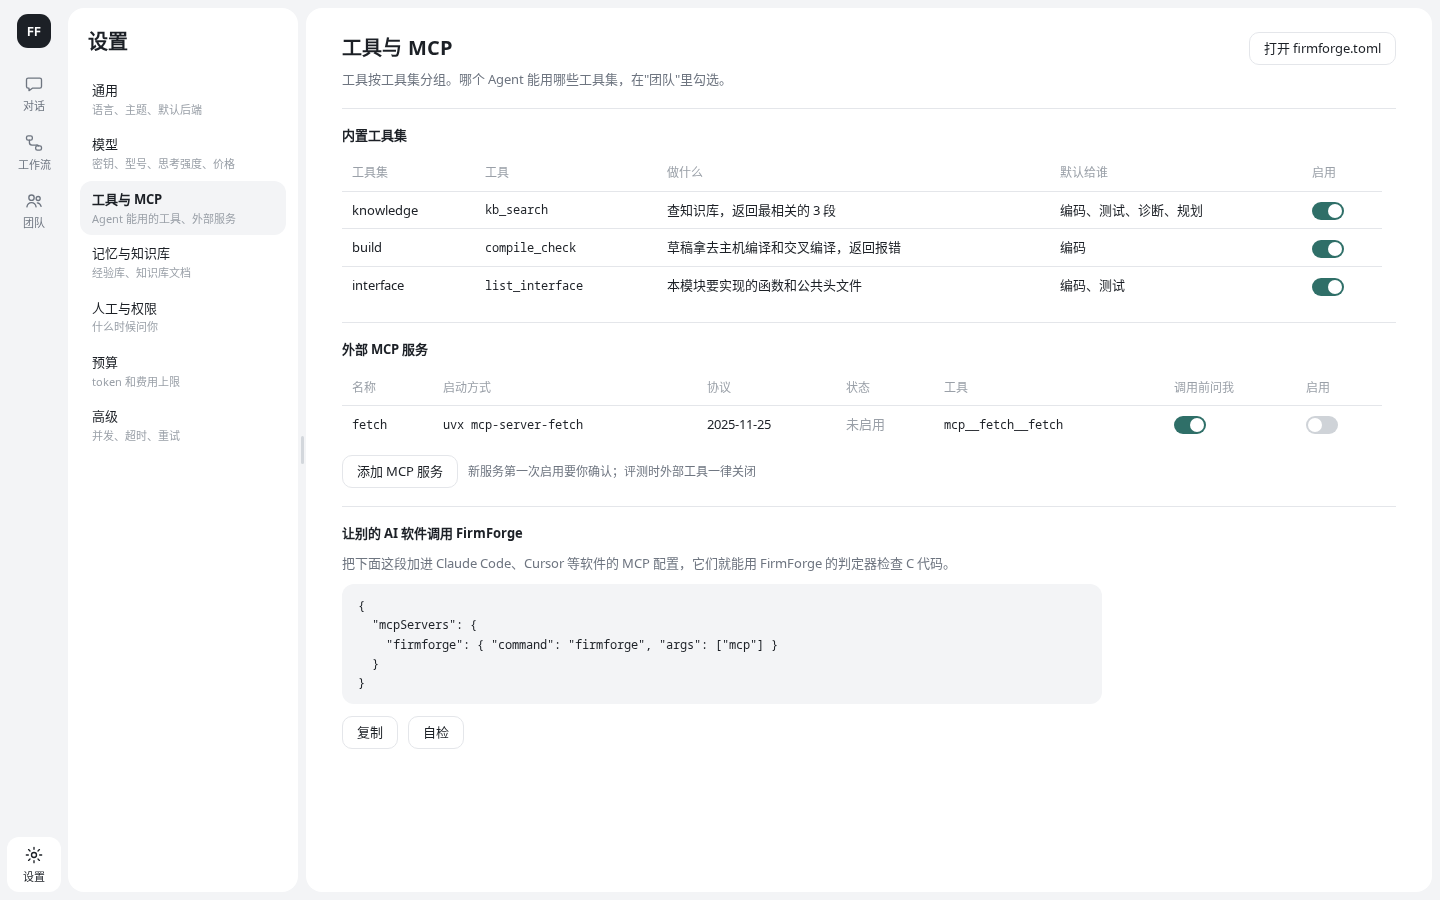 FF
对话
工作流
团队
设置
设置
通用
语言、主题、默认后端
模型
密钥、型号、思考强度、价格
工具与 MCP
Agent 能用的工具、外部服务
记忆与知识库
经验库、知识库文档
人工与权限
什么时候问你
预算
token 和费用上限
高级
并发、超时、重试
工具与 MCP
打开 firmforge.toml
工具按工具集分组。哪个 Agent 能用哪些工具集，在"团队"里勾选。
内置工具集
工具集 工具 做什么 默认给谁 启用
knowledge kb_search 查知识库，返回最相关的 3 段 编码、测试、诊断、规划
build compile_check 草稿拿去主机编译和交叉编译，返回报错 编码
interface list_interface 本模块要实现的函数和公共头文件 编码、测试
外部 MCP 服务
名称 启动方式 协议 状态 工具 调用前问我 启用
fetch uvx mcp-server-fetch 2025-11-25 未启用 mcp__fetch__fetch
添加 MCP 服务 新服务第一次启用要你确认；评测时外部工具一律关闭
让别的 AI 软件调用 FirmForge
把下面这段加进 Claude Code、Cursor 等软件的 MCP 配置，它们就能用 FirmForge 的判定器检查 C 代码。
{
  "mcpServers": {
    "firmforge": { "command": "firmforge", "args": ["mcp"] }
  }
}
复制 自检